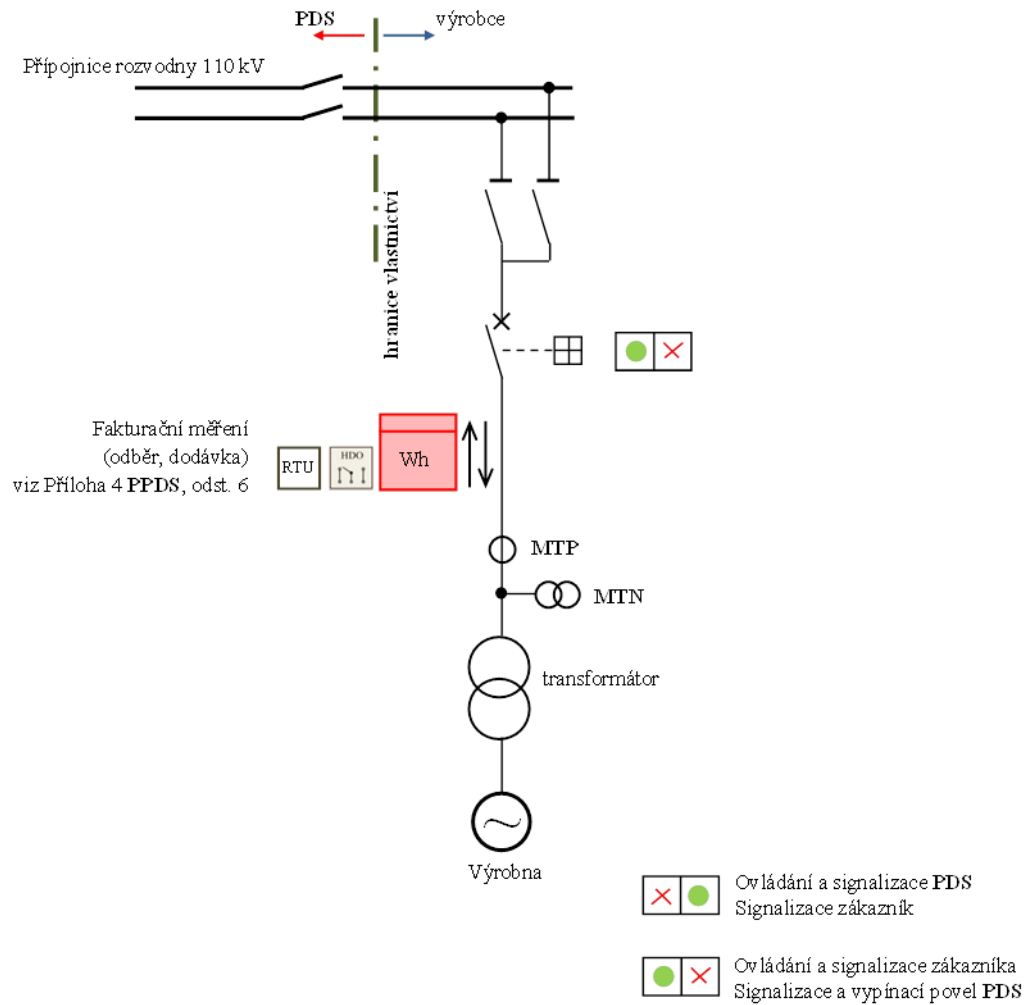 PDS
výrobce
Přípojnice rozvodny 110 kV
hranice vlastnictví
Fakturační měření
(odběr, dodávka)
viz Příloha 4 PPDS, odst. 6
RTU
HDO
Wh
MTP
MTN
transformátor
Výrobna
Ovládání a signalizace PDS
Signalizace zákazník
Ovládání a signalizace zákazníka
Signalizace a vypínací povel PDS